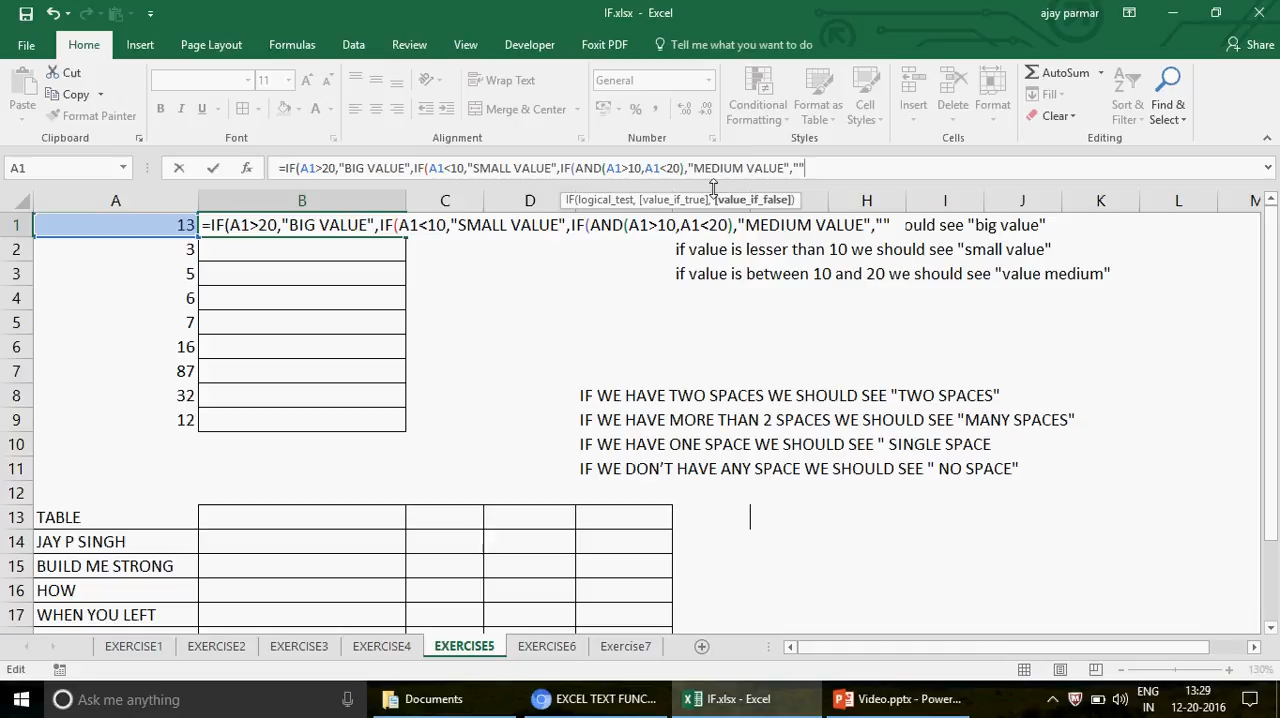 IF.xlsx - Excel
ajay parmar
File Home Insert Page Layout Formulas Data Review View Developer Foxit PDF Tell me what you want to do Share
Paste
Cut
Copy
Format Painter
Clipboard
11
A A
B I U
A
Font
Wrap Text
Merge & Center
Alignment
General
%
Number
Conditional Formatting
Format as Table
Cell Styles
Styles
Insert
Delete
Format
Cells
AutoSum
Fill
Clear
Sort & Filter
Find & Select
Editing
A1
fx
=IF(A1>20,"BIG VALUE",IF(A1<10,"SMALL VALUE",IF(AND(A1>10,A1<20),"MEDIUM VALUE",""
IF(logical_test, [value_if_true], [value_if_false])
A B C D H I J K L M
1 13 =IF(A1>20,"BIG VALUE",IF(A1<10,"SMALL VALUE",IF(AND(A1>10,A1<20),"MEDIUM VALUE","" ould see "big value"
2 3 if value is lesser than 10 we should see "small value"
3 5 if value is between 10 and 20 we should see "value medium"
4 6
5 7
6 16
7 87
8 32 IF WE HAVE TWO SPACES WE SHOULD SEE "TWO SPACES"
9 12 IF WE HAVE MORE THAN 2 SPACES WE SHOULD SEE "MANY SPACES"
10 IF WE HAVE ONE SPACE WE SHOULD SEE " SINGLE SPACE
11 IF WE DON'T HAVE ANY SPACE WE SHOULD SEE " NO SPACE"
12
13 TABLE
14 JAY P SINGH
15 BUILD ME STRONG
16 HOW
17 WHEN YOU LEFT
EXERCISE1 EXERCISE2 EXERCISE3 EXERCISE4 EXERCISE5 EXERCISE6 Exercise7
Edit
130%
Ask me anything
Documents
EXCEL TEXT FUNC...
IF.xlsx - Excel
Video.pptx - Power...
ENG
IN
13:29
12-20-2016